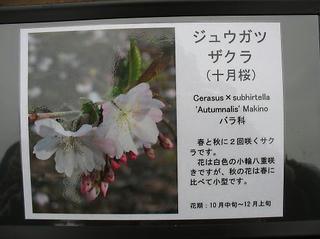 ジュウガツ
ザクラ
（十月桜）
Cerasus×subhirtella
'Autumnalis' Makino
バラ科
春と秋に２回咲くサク
ラです。
花は白色の小輪八重咲
きですが、秋の花は春に
比べて小型です。
花期：10月中旬～12月上旬